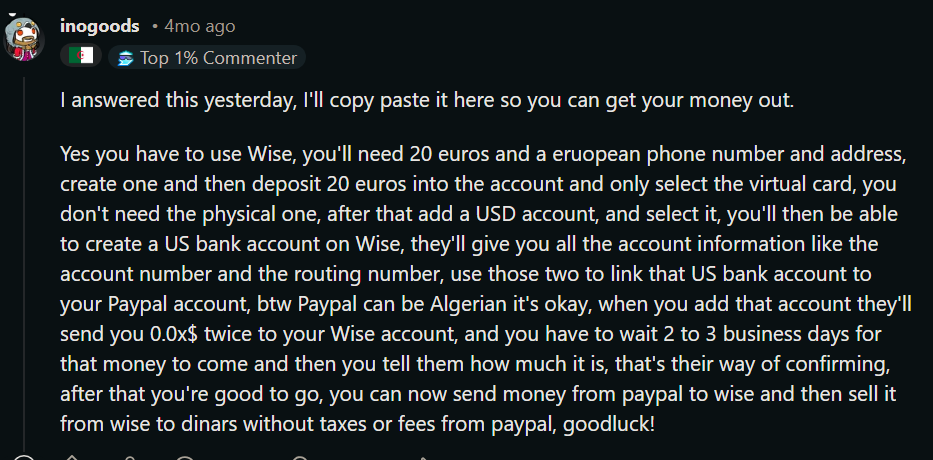 inogoods • 4mo ago
Top 1% Commenter
I answered this yesterday, I'll copy paste it here so you can get your money out.
Yes you have to use Wise, you'll need 20 euros and a eruopean phone number and address,
create one and then deposit 20 euros into the account and only select the virtual card, you
don't need the physical one, after that add a USD account, and select it, you'll then be able
to create a US bank account on Wise, they'll give you all the account information like the
account number and the routing number, use those two to link that US bank account to
your Paypal account, btw Paypal can be Algerian it's okay, when you add that account they'll
send you 0.0x$ twice to your Wise account, and you have to wait 2 to 3 business days for
that money to come and then you tell them how much it is, that's their way of confirming,
after that you're good to go, you can now send money from paypal to wise and then sell it
from wise to dinars without taxes or fees from paypal, goodluck!